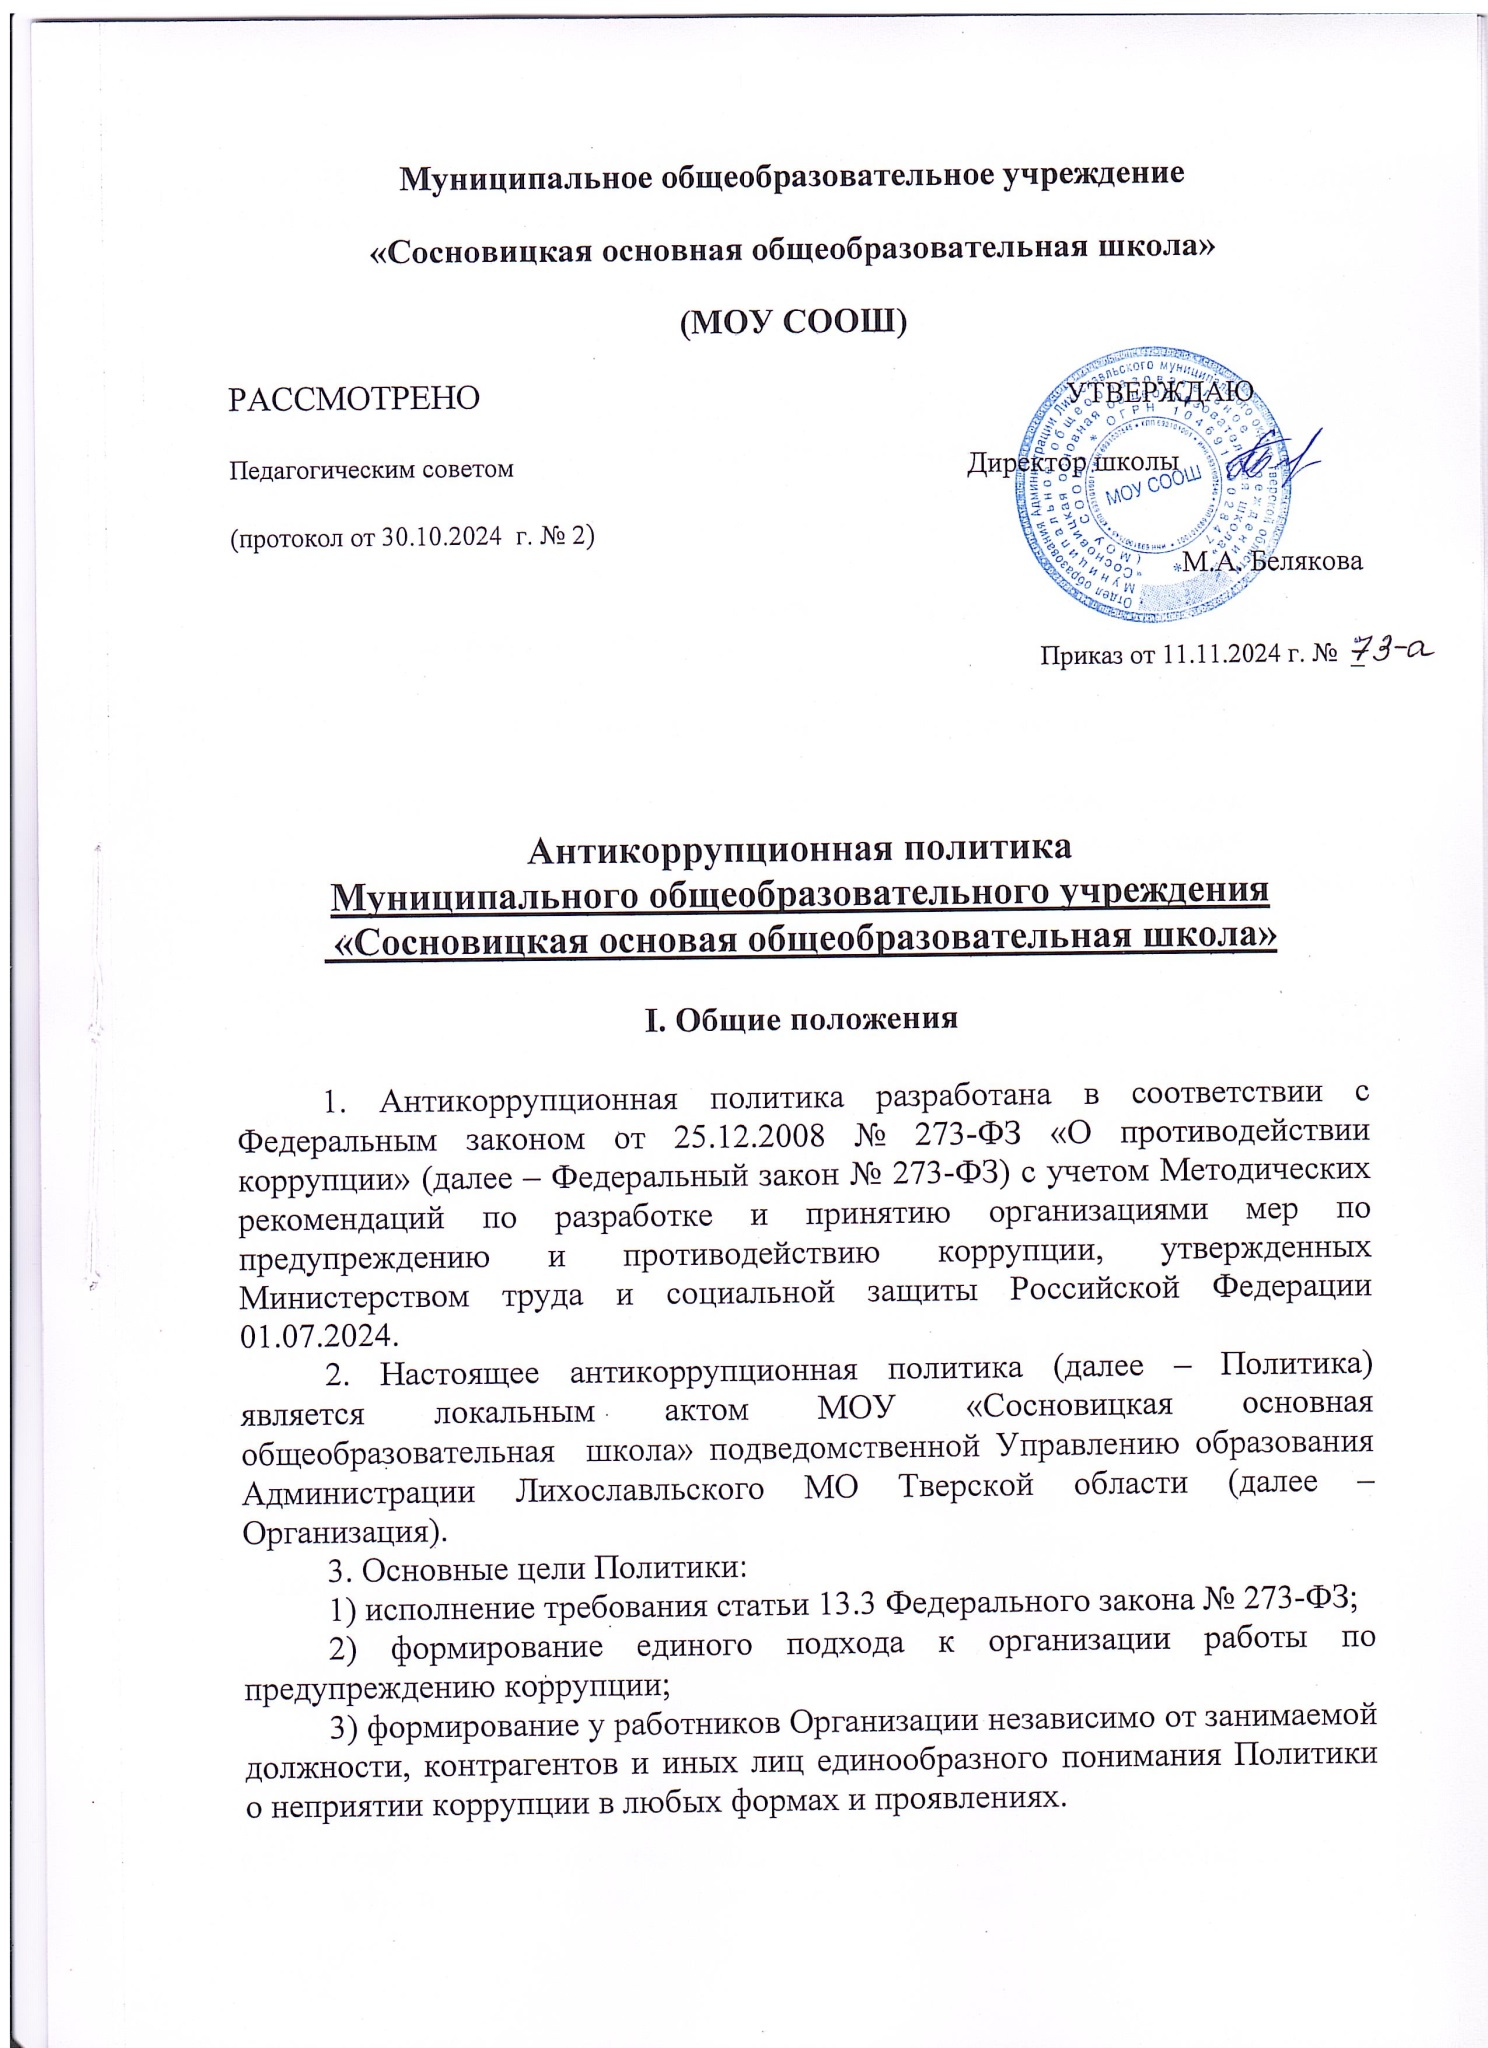 Муниципальное общеобразовательное учреждение
«Сосновицкая основная общеобразовательная школа»
(МОУ СООШ)
РАССМОТРЕНО
Педагогическим советом
(протокол от 30.10.2024 г. № 2)
УТВЕРЖДАЮ
Директор школы
МОУ СООШ
М.А. Белякова
Приказ от 11.11.2024 г. № 73-а
Антикоррупционная политика
Муниципального общеобразовательного учреждения
«Сосновицкая основая общеобразовательная школа»
I. Общие положения
1. Антикоррупционная политика разработана в соответствии с
Федеральным законом от 25.12.2008 № 273-ФЗ «О противодействии
коррупции» (далее – Федеральный закон № 273-ФЗ) с учетом Методических
рекомендаций по разработке и принятию организациями мер по
предупреждению и противодействию коррупции, утвержденных
Министерством труда и социальной защиты Российской Федерации
01.07.2024.
2. Настоящее антикоррупционная политика (далее – Политика)
является локальным актом МОУ «Сосновицкая основная
общеобразовательная школа» подведомственной Управлению образования
Администрации Лихославльского МО Тверской области (далее –
Организация).
3. Основные цели Политики:
1) исполнение требования статьи 13.3 Федерального закона № 273-ФЗ;
2) формирование единого подхода к организации работы по
предупреждению коррупции;
3) формирование у работников Организации независимо от занимаемой
должности, контрагентов и иных лиц единообразного понимания Политики
о неприятии коррупции в любых формах и проявлениях.